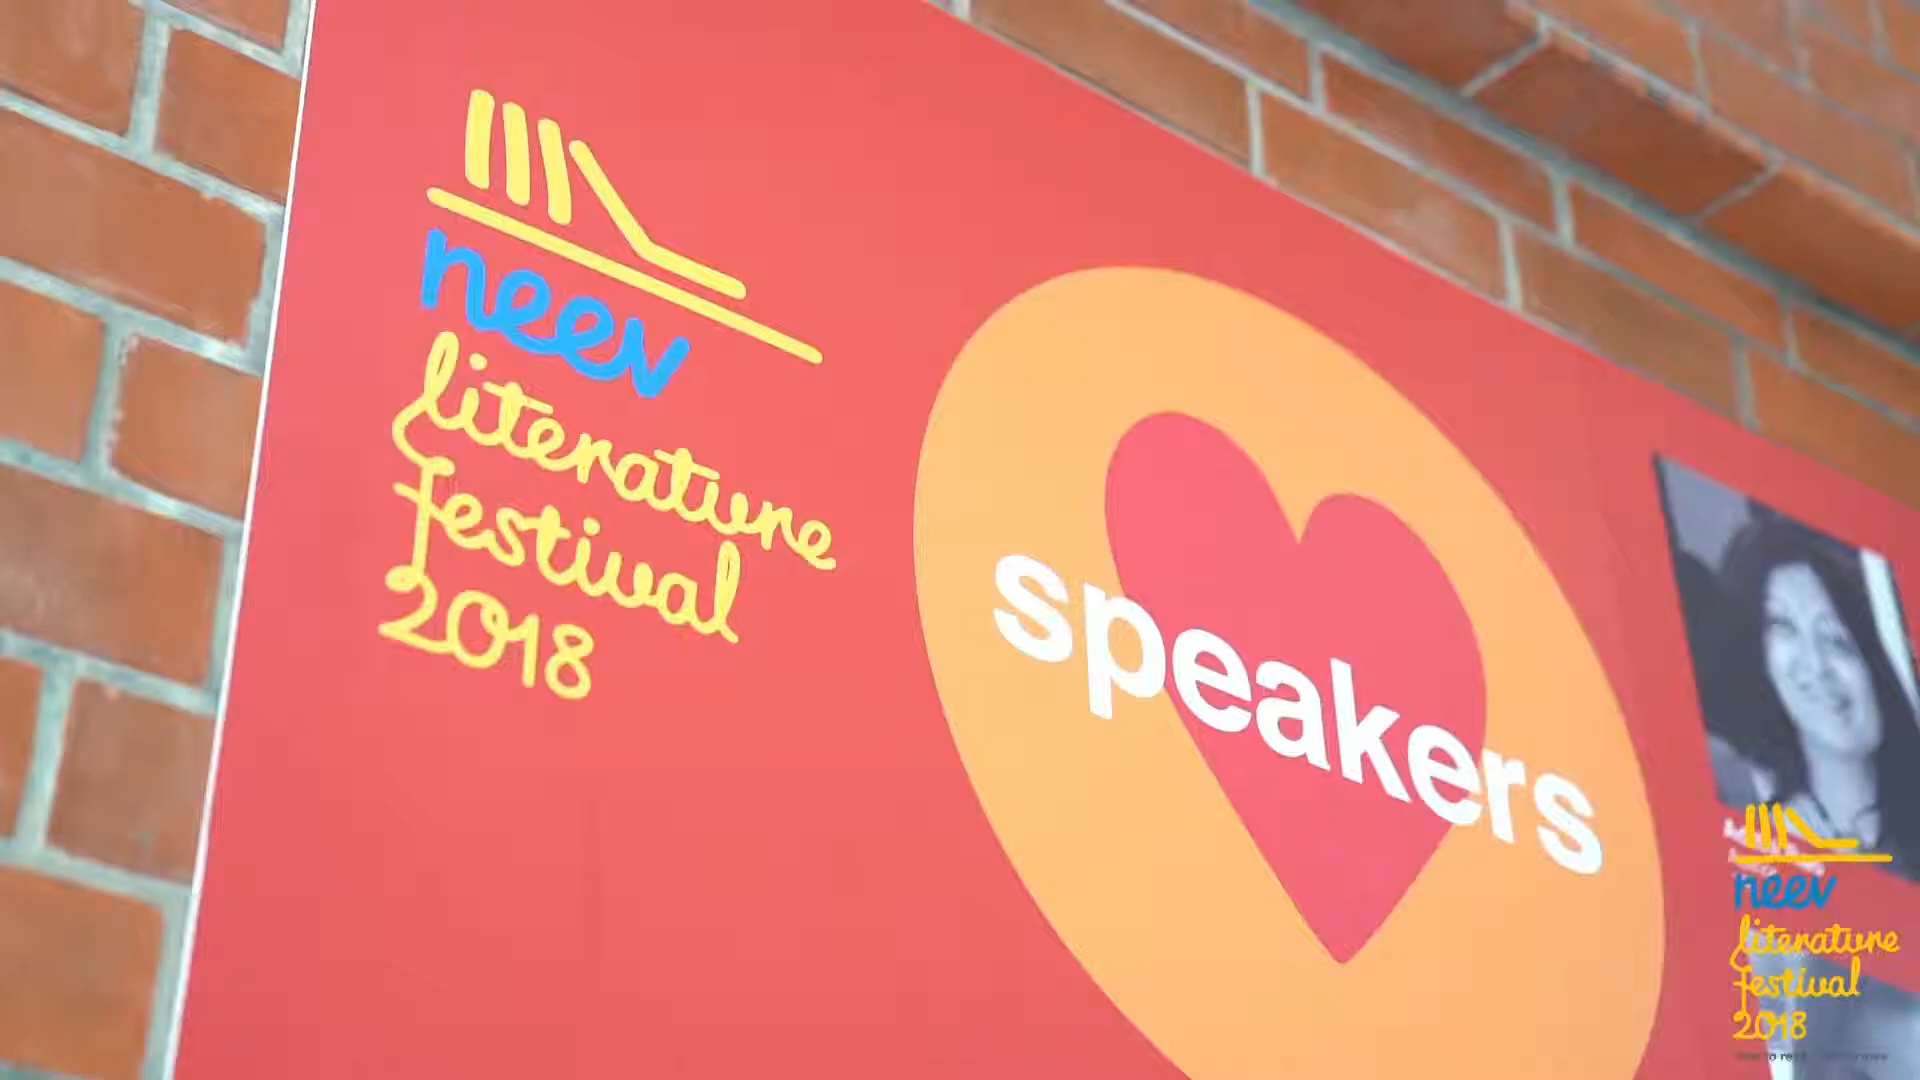 neev
literature
festival
2018
speakers
neev
literature
festival
2018